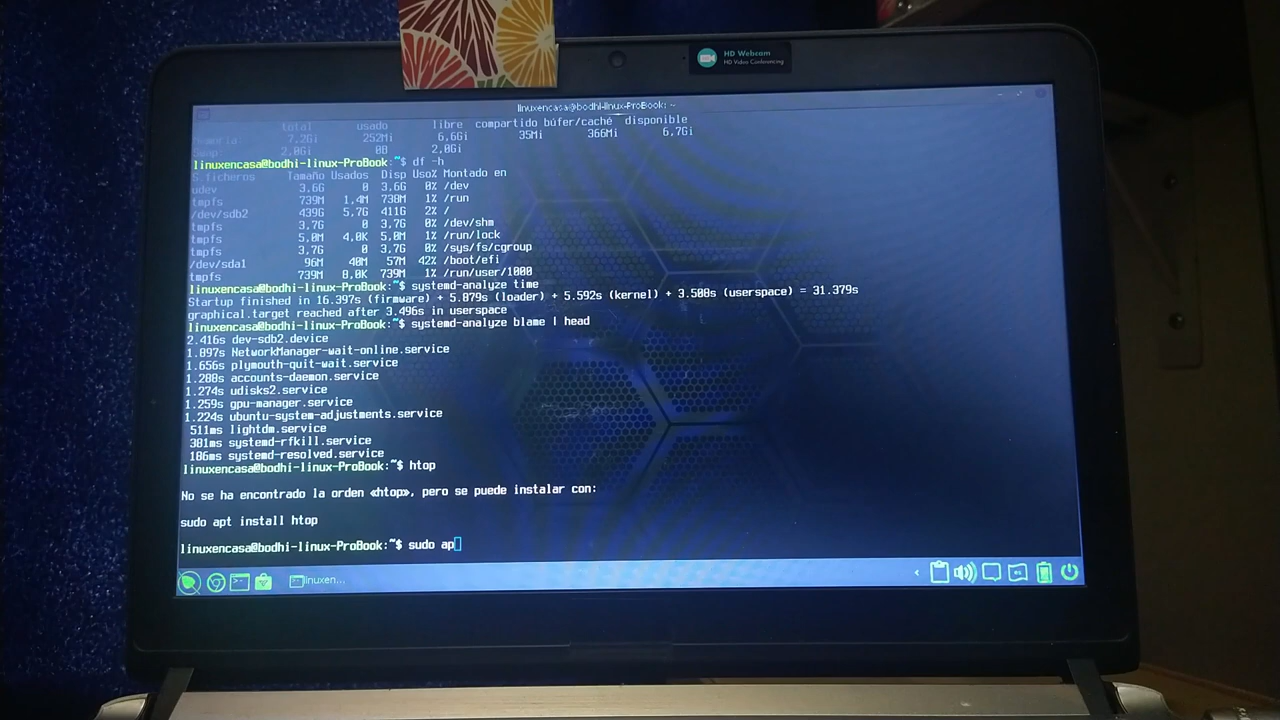 HD Webcam
HD Video Conferencing
linuxencasa@bodhi-linux-ProBook: ~
total usado libre compartido búfer/caché disponible
Memoria: 7,2Gi 252Mi 6,6Gi 35Mi 366Mi 6,7Gi
Swap: 2,0Gi 0B 2,0Gi
linuxencasa@bodhi-linux-ProBook:~$ df -h
S.ficheros Tamaño Usados Disp Uso% Montado en
udev 3,6G 0 3,6G 0% /dev
tmpfs 739M 1,4M 738M 1% /run
/dev/sdb2 439G 5,7G 411G 2% /
tmpfs 3,7G 0 3,7G 0% /dev/shm
tmpfs 5,0M 4,0K 5,0M 1% /run/lock
tmpfs 3,7G 0 3,7G 0% /sys/fs/cgroup
/dev/sda1 96M 40M 57M 42% /boot/efi
tmpfs 739M 8,0K 739M 1% /run/user/1000
linuxencasa@bodhi-linux-ProBook:~$ systemd-analyze time
Startup finished in 16.397s (firmware) + 5.879s (loader) + 5.592s (kernel) + 3.508s (userspace) = 31.379s
graphical.target reached after 3.496s in userspace
linuxencasa@bodhi-linux-ProBook:~$ systemd-analyze blame | head
2.416s dev-sdb2.device
1.897s NetworkManager-wait-online.service
1.656s plymouth-quit-wait.service
1.288s accounts-daemon.service
1.274s udisks2.service
1.259s gpu-manager.service
1.224s ubuntu-system-adjustments.service
511ms lightdm.service
381ms systemd-rfkill.service
186ms systemd-resolved.service
linuxencasa@bodhi-linux-ProBook:~$ htop
No se ha encontrado la orden «htop», pero se puede instalar con:
sudo apt install htop
linuxencasa@bodhi-linux-ProBook:~$ sudo ap
linuxen...